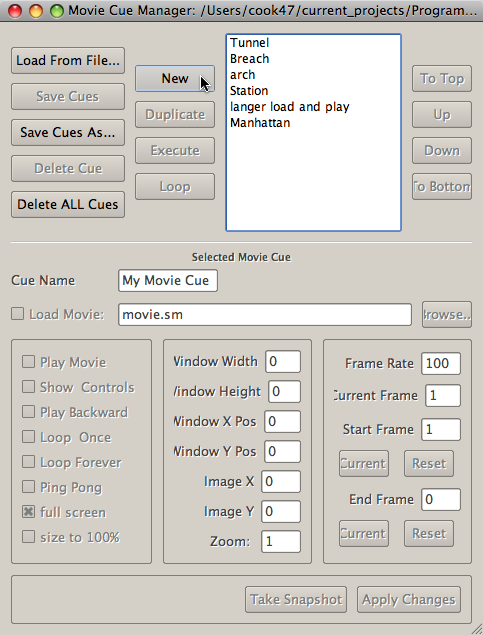 Movie Cue Manager: /Users/cook47/current_projects/Program...
Load From File...
Save Cues
Save Cues As...
Delete Cue
Delete ALL Cues
New
Duplicate
Execute
Loop
Tunnel
Breach
arch
Station
langer load and play
Manhattan
To Top
Up
Down
To Bottom
Selected Movie Cue
Cue Name My Movie Cue
Load Movie: movie.sm Browse..
Play Movie
Show Controls
Play Backward
Loop Once
Loop Forever
Ping Pong
full screen
size to 100%
Window Width 0
Window Height 0
Window X Pos 0
Window Y Pos 0
Image X 0
Image Y 0
Zoom: 1
Frame Rate 100
Current Frame 1
Start Frame 1
Current Reset
End Frame 0
Current Reset
Take Snapshot Apply Changes